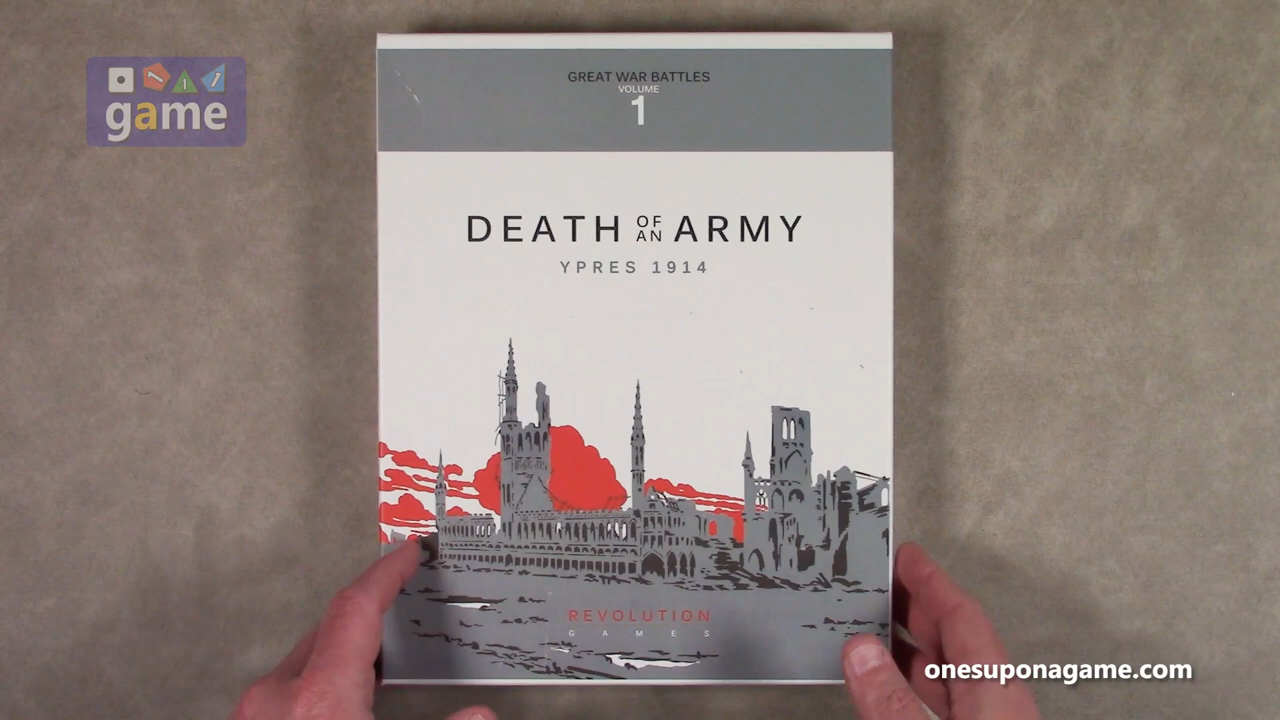 game
GREAT WAR BATTLES
VOLUME
1
DEATH OF AN ARMY
YPRES 1914
REVOLUTION
GAMES
onesuponagame.com